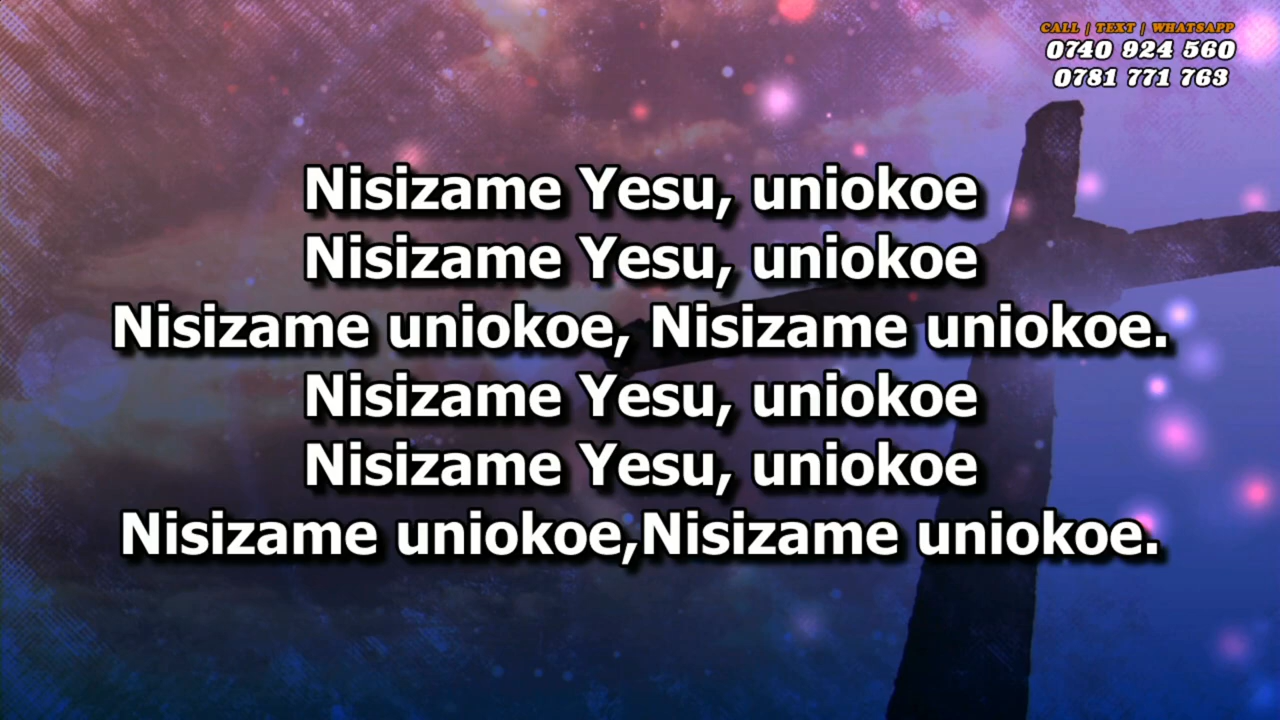 CALL | TEXT | WHATSAPP
0740 924 560
0781 771 763
Nisizame Yesu, uniokoe
Nisizame Yesu, uniokoe
Nisizame uniokoe, Nisizame uniokoe.
Nisizame Yesu, uniokoe
Nisizame Yesu, uniokoe
Nisizame uniokoe,Nisizame uniokoe.